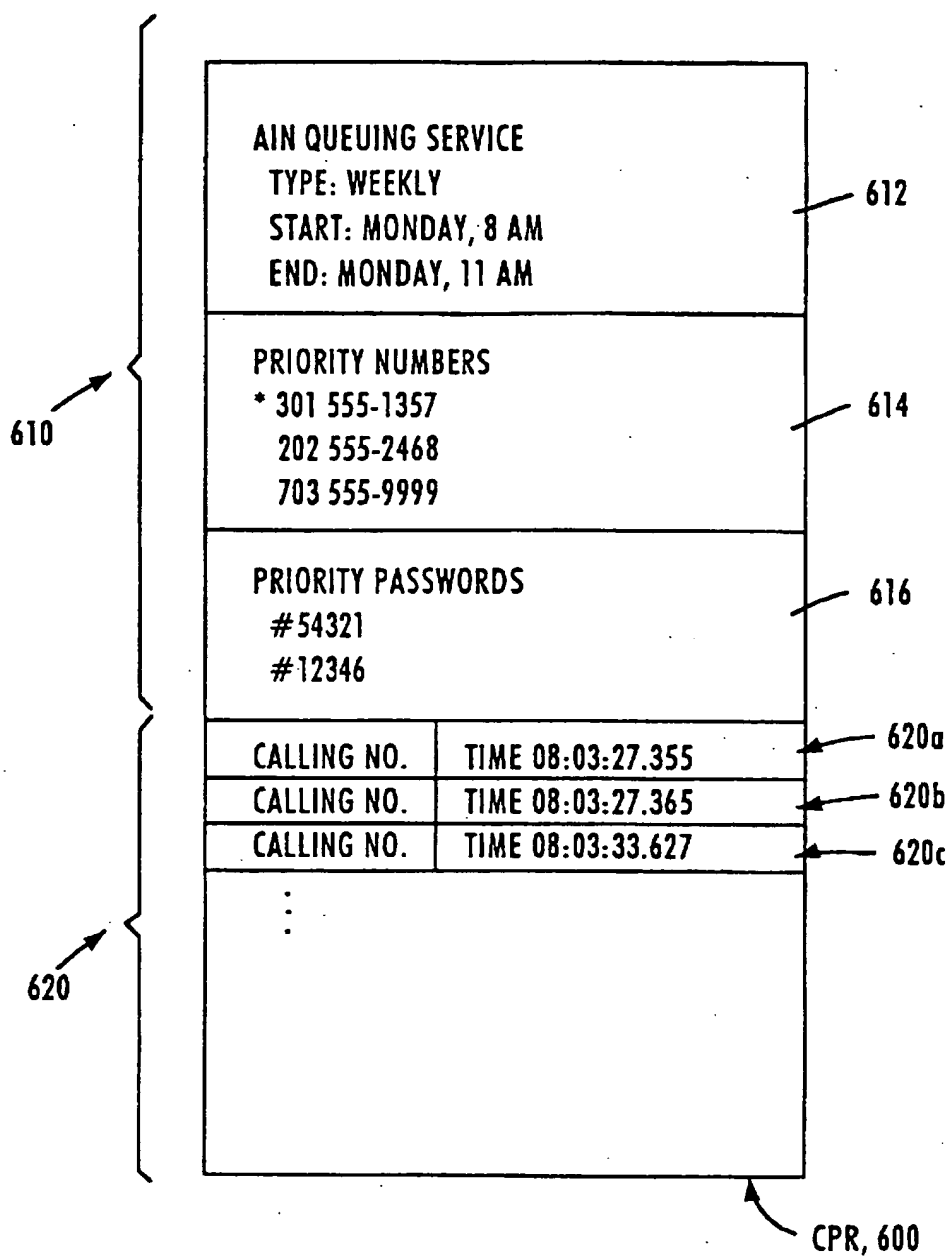 AIN QUEUING SERVICE
TYPE: WEEKLY
START: MONDAY, 8 AM
END: MONDAY, 11 AM
612
PRIORITY NUMBERS
* 301 555-1357
202 555-2468
703 555-9999
614
610
PRIORITY PASSWORDS
#54321
#12346
616
CALLING NO. TIME 08:03:27.355 620a
CALLING NO. TIME 08:03:27.365 620b
CALLING NO. TIME 08:03:33.627 620c
620
CPR, 600